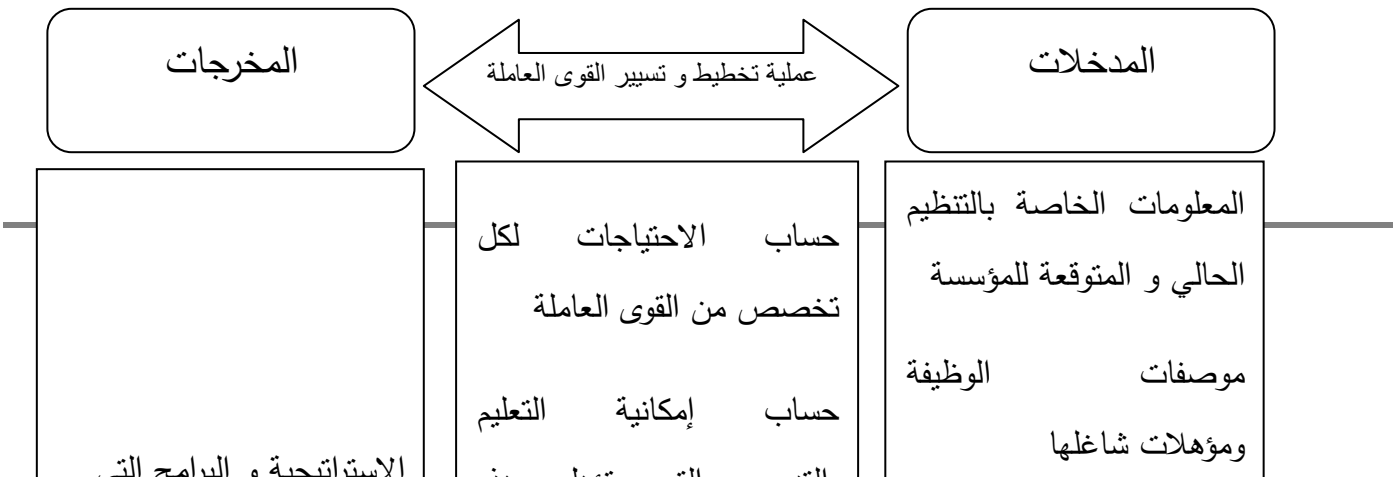 المدخلات
عملية تخطيط و تسيير القوى العاملة
المخرجات
المعلومات الخاصة بالتنظيم
الحالي و المتوقعة للمؤسسة
موصفات الوظيفة
ومؤهلات شاغلها
حساب الاحتياجات لكل
تخصص من القوى العاملة
حساب إمكانية التعليم
الاستراتيجية و البرامج التي